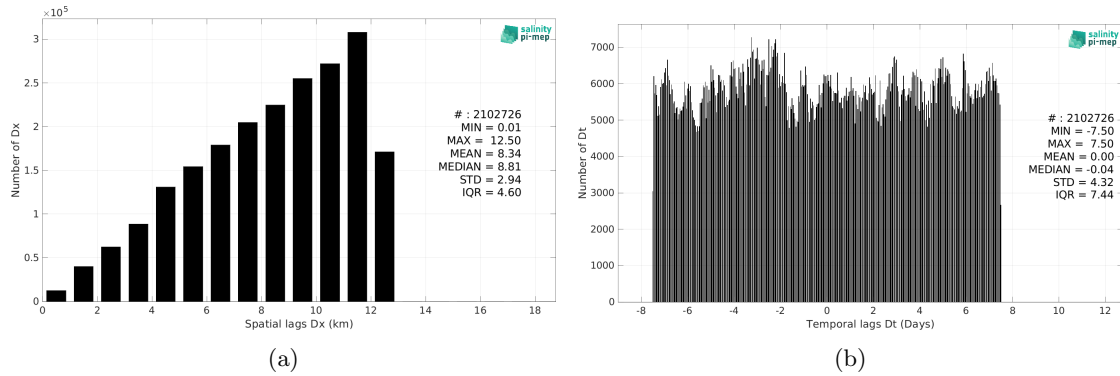 ×10⁵
3
2.5
2
1.5
1
0.5
0
Number of Dx
0 2 4 6 8 10 12 14 16 18
Spatial lags Dx (km)
salinity
pi-mep
# : 2102726
MIN = 0.01
MAX = 12.50
MEAN = 8.34
MEDIAN = 8.81
STD = 2.94
IQR = 4.60
(a)
7000
6000
5000
4000
3000
2000
1000
0
Number of Dt
-8 -6 -4 -2 0 2 4 6 8 10 12
Temporal lags Dt (Days)
salinity
pi-mep
# : 2102726
MIN = -7.50
MAX = 7.50
MEAN = 0.00
MEDIAN = -0.04
STD = 4.32
IQR = 7.44
(b)